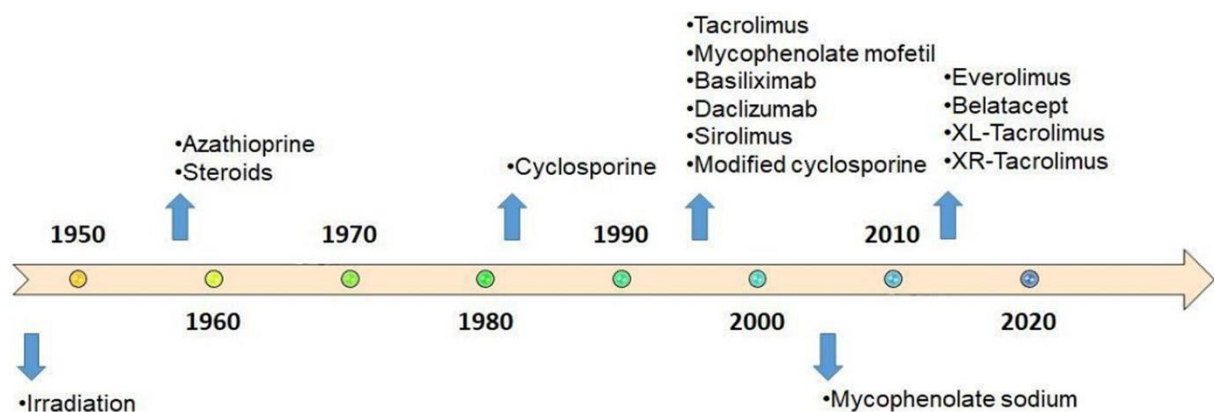 •Tacrolimus
•Mycophenolate mofetil
•Basiliximab
•Daclizumab
•Sirolimus
•Modified cyclosporine
•Everolimus
•Belatacept
•XL-Tacrolimus
•XR-Tacrolimus
•Azathioprine
•Steroids
•Cyclosporine
1950
1970
1990
2010
1960
1980
2000
2020
•Irradiation
•Mycophenolate sodium